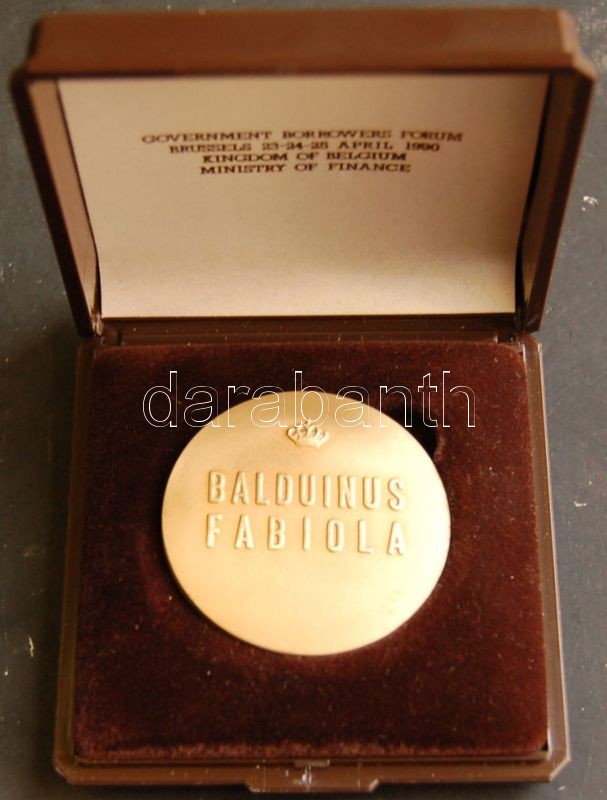 GOVERNMENT BORROWERS FORUM
BRUSSELS 23-24-25 APRIL 1990
KINGDOM OF BELGIUM
MINISTRY OF FINANCE
darabanth
BALDUINUS
FABIOLA